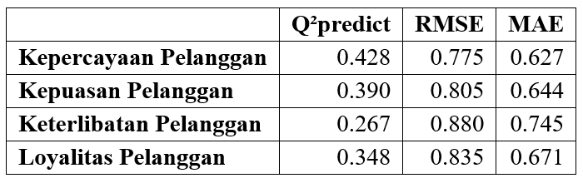 Q²predict RMSE MAE
Kepercayaan Pelanggan 0.428 0.775 0.627
Kepuasan Pelanggan 0.390 0.805 0.644
Keterlibatan Pelanggan 0.267 0.880 0.745
Loyalitas Pelanggan 0.348 0.835 0.671